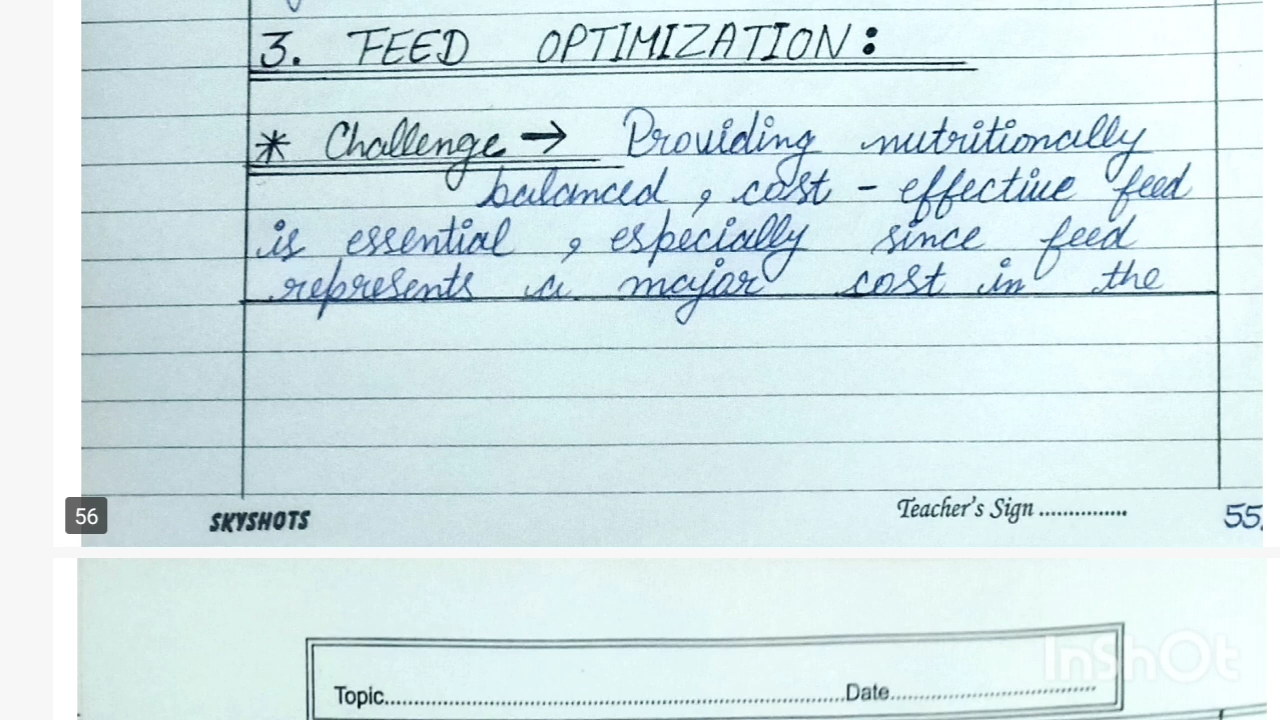 3. FEED OPTIMIZATION:
* Challenge → Providing nutritionally
balanced, cost-effective feed
is essential, especially since feed
represents a major cost in the
56
SKYSHOTS
Teacher's Sign ...............
55
Topic....................................................................................Date......................................
InShOt